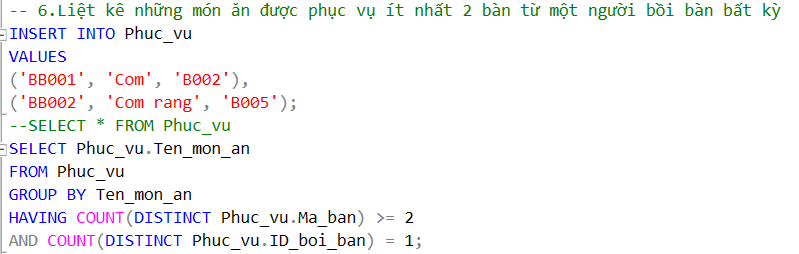 -- 6.Liệt kê những món ăn được phục vụ ít nhất 2 bàn từ một người bồi bàn bất kỳ
INSERT INTO Phuc_vu
VALUES
('BB001', 'Com', 'B002'),
('BB002', 'Com rang', 'B005');
--SELECT * FROM Phuc_vu
SELECT Phuc_vu.Ten_mon_an
FROM Phuc_vu
GROUP BY Ten_mon_an
HAVING COUNT(DISTINCT Phuc_vu.Ma_ban) >= 2
AND COUNT(DISTINCT Phuc_vu.ID_boi_ban) = 1;